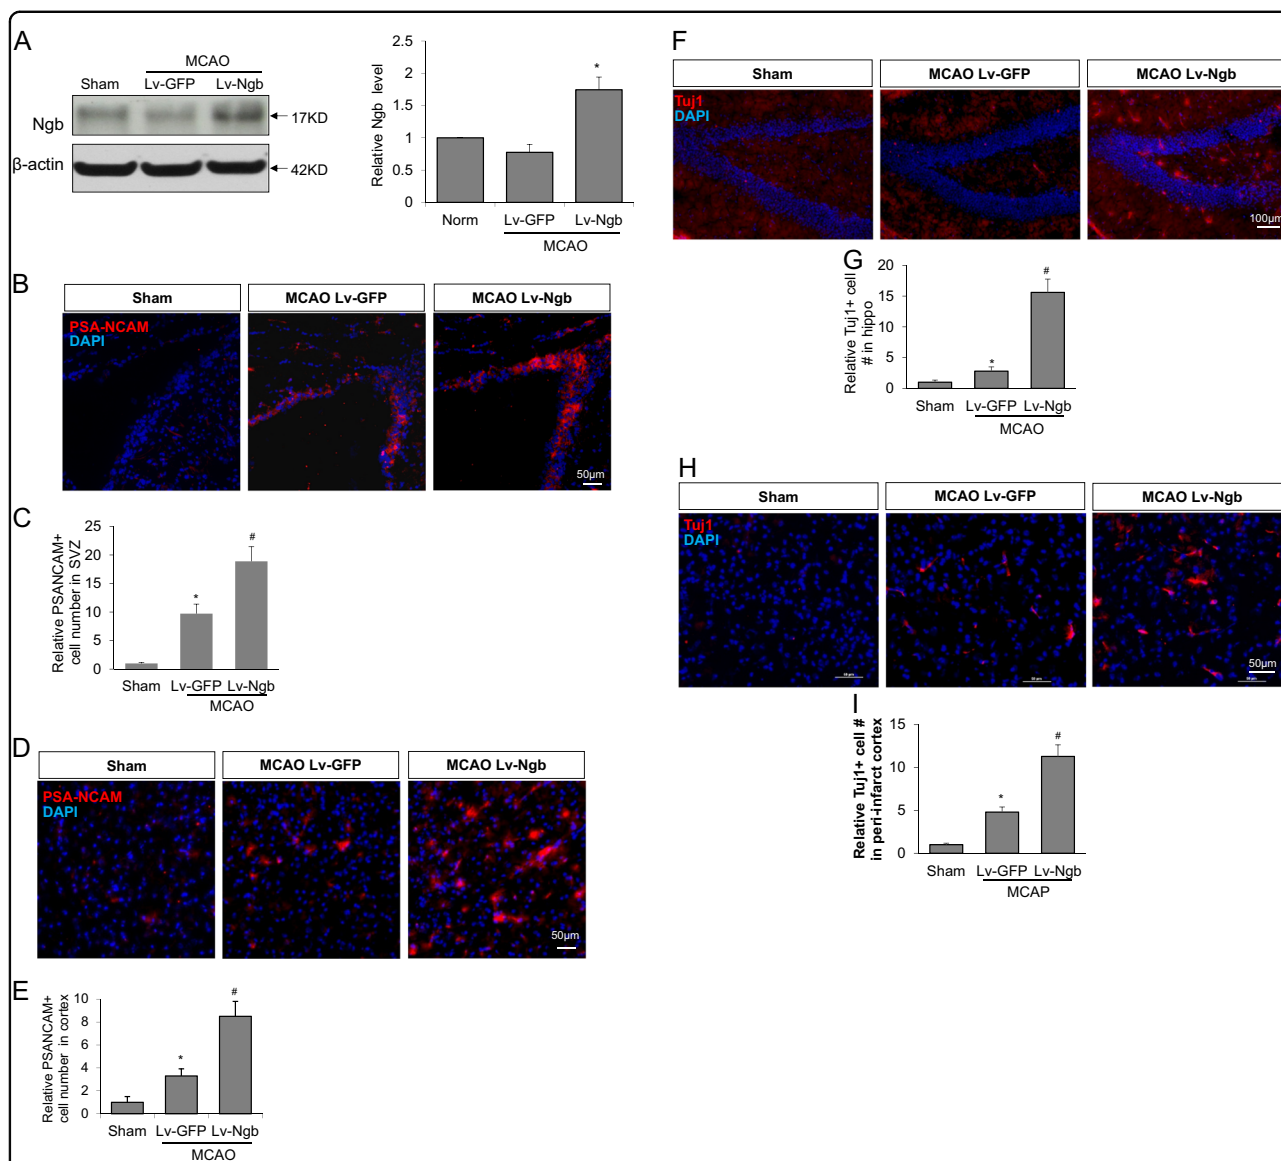 A
MCAO
Sham Lv-GFP Lv-Ngb
Ngb
17KD
β-actin
42KD
Relative Ngb level
2.5
2
1.5
1
0.5
0
*
Norm Lv-GFP Lv-Ngb
MCAO
B
Sham MCAO Lv-GFP MCAO Lv-Ngb
PSA-NCAM
DAPI
50µm
C
Relative PSANCAM+
cell number in SVZ
25
20
15
10
5
0
*
#
Sham Lv-GFP Lv-Ngb
MCAO
D
Sham MCAO Lv-GFP MCAO Lv-Ngb
PSA-NCAM
DAPI
50µm
E
Relative PSANCAM+
cell number in cortex
10
8
6
4
2
0
*
#
Sham Lv-GFP Lv-Ngb
MCAO
F
Sham MCAO Lv-GFP MCAO Lv-Ngb
Tuj1
DAPI
100µm
G
Relative Tuj1+ cell
# in hippo
20
15
10
5
0
*
#
Sham Lv-GFP Lv-Ngb
MCAO
H
Sham MCAO Lv-GFP MCAO Lv-Ngb
Tuj1
DAPI
50µm
I
Relative Tuj1+ cell #
in peri-infarct cortex
15
10
5
0
*
#
Sham Lv-GFP Lv-Ngb
MCAP